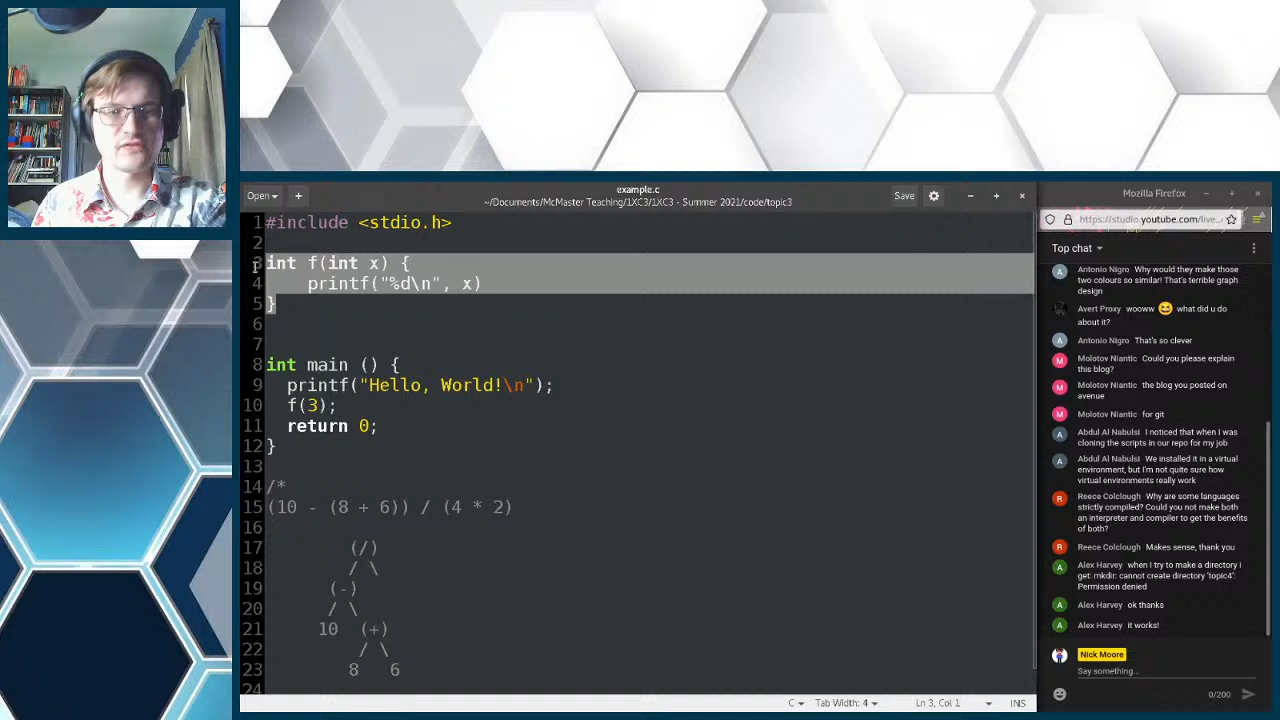 example.c
Open
+
~/Documents/McMaster Teaching/1XC3/1XC3 - Summer 2021/code/topic3
Save
1 #include <stdio.h>
2
3 int f(int x) {
4 printf("%d\n", x)
5 }
6
7
8 int main () {
9 printf("Hello, World!\n");
10 f(3);
11 return 0;
12 }
13
14 /*
15 (10 - (8 + 6)) / (4 * 2)
16
17 (/)
18 / \
19 (-)
20 / \
21 10 (+)
22 / \
23 8 6
24
C
Tab Width: 4
Ln 3, Col 1
INS
Mozilla Firefox
https://studio.youtube.com/live_
Top chat
Antonio Nigro Why would they make those
two colours so similar! That's terrible graph
design
Avert Proxy wooww 😆 what did u do
about it?
A Antonio Nigro That's so clever
M Molotov Niantic Could you please explain
this blog?
M Molotov Niantic the blog you posted on
avenue
M Molotov Niantic for git
A Abdul Al Nabulsi I noticed that when I was
cloning the scripts in our repo for my job
A Abdul Al Nabulsi We installed it in a virtual
environment, but I'm not quite sure how
virtual environments really work
R Reece Colclough Why are some languages
strictly compiled? Could you not make both
an interpreter and compiler to get the benefits
of both?
R Reece Colclough Makes sense, thank you
A Alex Harvey when I try to make a directory i
get: mkdir: cannot create directory 'topic4':
Permission denied
A Alex Harvey ok thanks
A Alex Harvey it works!
Nick Moore
Say something...
0/200